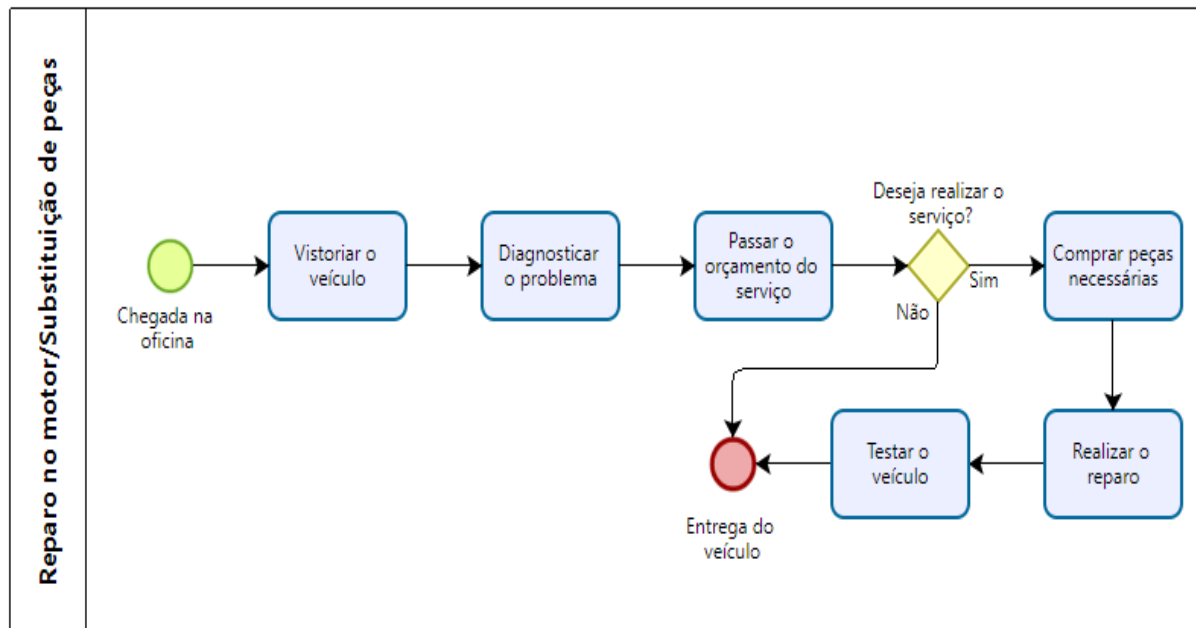 Reparo no motor/Substituição de peças
Chegada na
oficina
Vistoriar o
veículo
Diagnosticar
o problema
Passar o
orçamento do
serviço
Deseja realizar o
serviço?
Sim
Não
Comprar peças
necessárias
Realizar o
reparo
Testar o
veículo
Entrega do
veículo